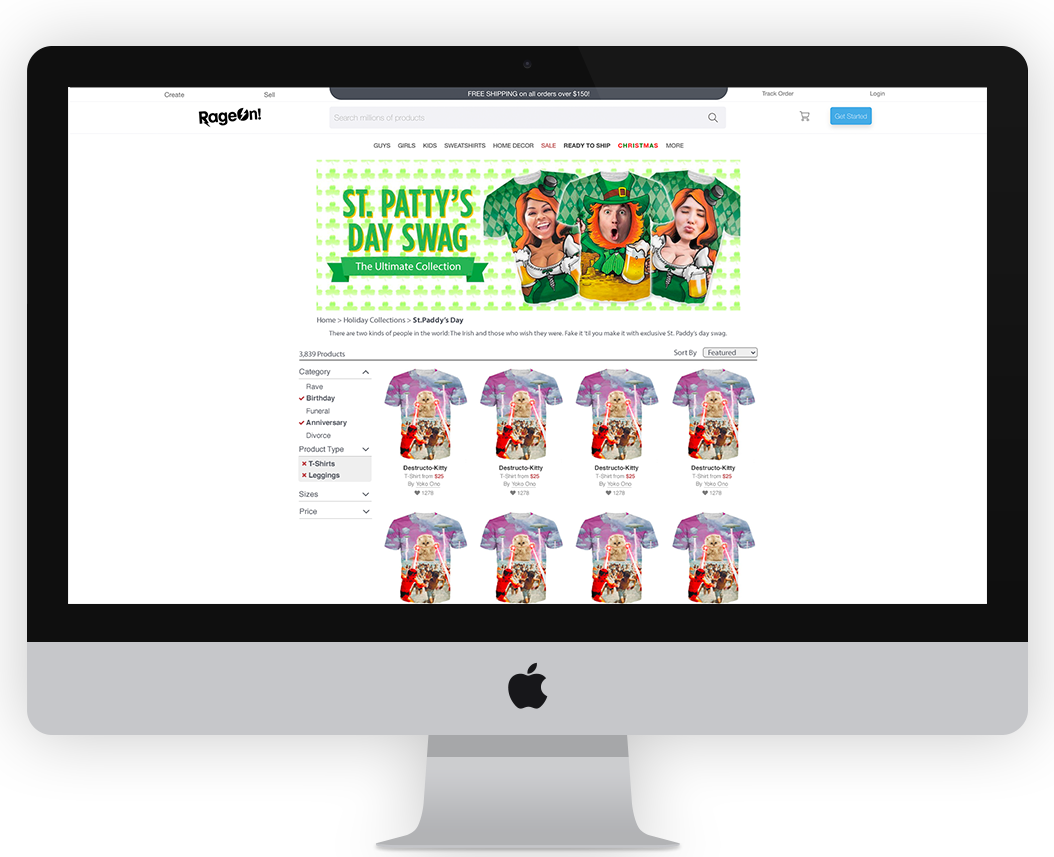 Create Sell FREE SHIPPING on all orders over $150! Track Order Login
RageOn!
Search millions of products
Get Started
GUYS GIRLS KIDS SWEATSHIRTS HOME DECOR SALE READY TO SHIP CHRISTMAS MORE
ST. PATTY'S
DAY SWAG
The Ultimate Collection
Home > Holiday Collections > St.Paddy's Day
There are two kinds of people in the world: The Irish and those who wish they were. Fake it 'til you make it with exclusive St. Paddy's day swag.
3,839 Products Sort By Featured
Category
Rave
Birthday
Funeral
Anniversary
Divorce
Product Type
T-Shirts
Leggings
Sizes
Price
Destructo-Kitty Destructo-Kitty Destructo-Kitty Destructo-Kitty
T-Shirt from $25 T-Shirt from $25 T-Shirt from $25 T-Shirt from $25
By Yoko Ono By Yoko Ono By Yoko Ono By Yoko Ono
1278 1278 1278 1278